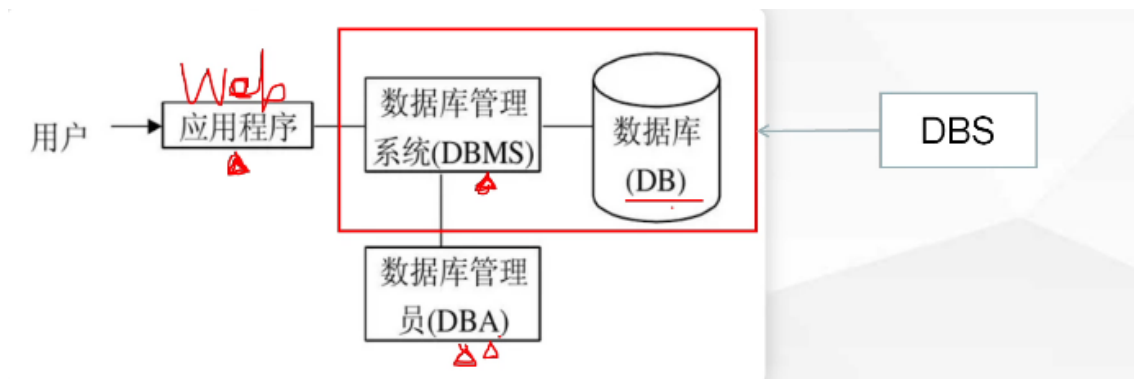 Web
用户
应用程序
数据库管理
系统(DBMS)
数据库
(DB)
DBS
数据库管理
员(DBA)